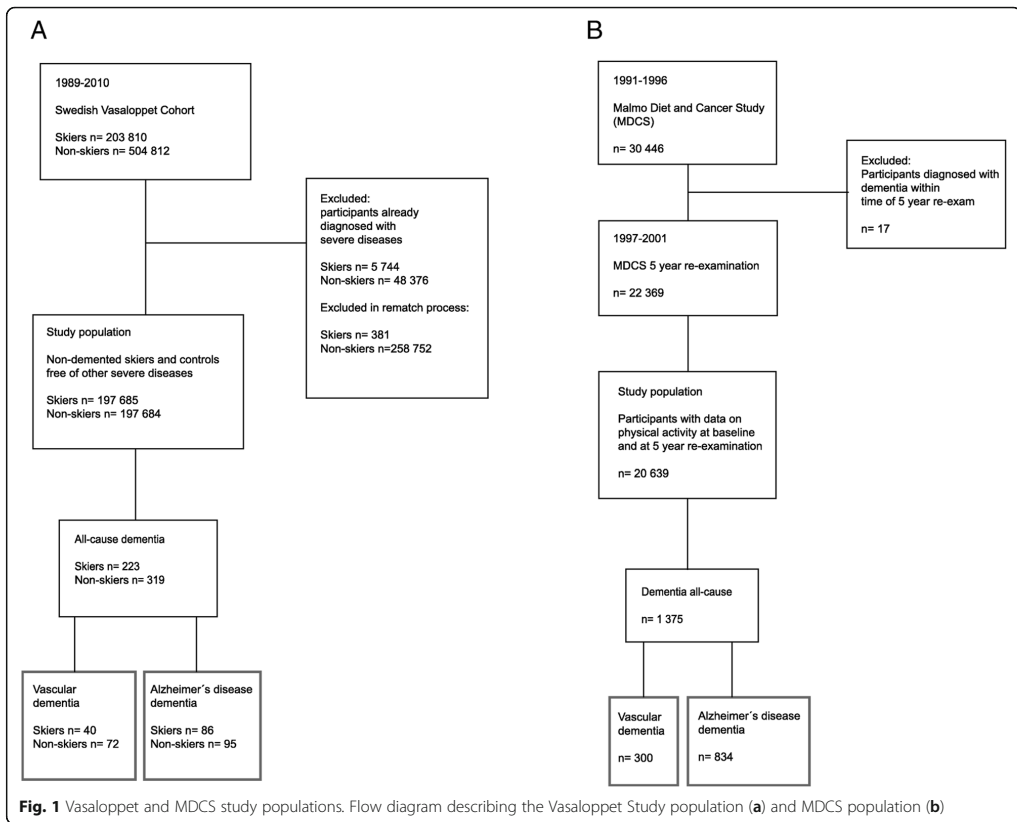 A
1989-2010
Swedish Vasaloppet Cohort
Skiers n= 203 810
Non-skiers n= 504 812
Excluded:
participants already
diagnosed with
severe diseases
Skiers n= 5 744
Non-skiers n= 48 376
Excluded in rematch process:
Skiers n= 381
Non-skiers n=258 752
Study population
Non-demented skiers and controls
free of other severe diseases
Skiers n= 197 685
Non-skiers n= 197 684
All-cause dementia
Skiers n= 223
Non-skiers n= 319
Vascular
dementia
Skiers n= 40
Non-skiers n= 72
Alzheimer´s disease
dementia
Skiers n= 86
Non-skiers n= 95
B
1991-1996
Malmo Diet and Cancer Study
(MDCS)
n= 30 446
Excluded:
Participants diagnosed with
dementia within
time of 5 year re-exam
n= 17
1997-2001
MDCS 5 year re-examination
n= 22 369
Study population
Participants with data on
physical activity at baseline
and at 5 year re-examination
n= 20 639
Dementia all-cause
n= 1 375
Vascular
dementia
n= 300
Alzheimer´s disease
dementia
n= 834
Fig. 1 Vasaloppet and MDCS study populations. Flow diagram describing the Vasaloppet Study population (a) and MDCS population (b)